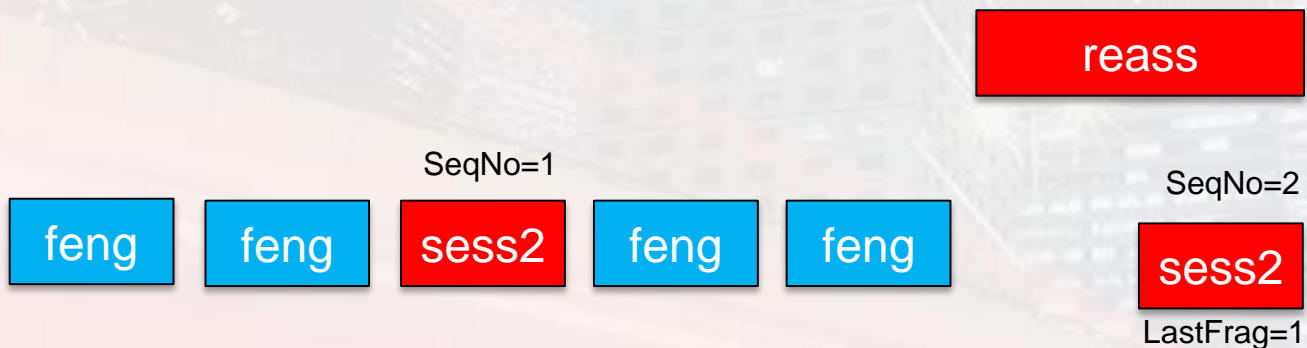 reass
SeqNo=1
SeqNo=2
feng feng sess2 feng feng sess2
LastFrag=1